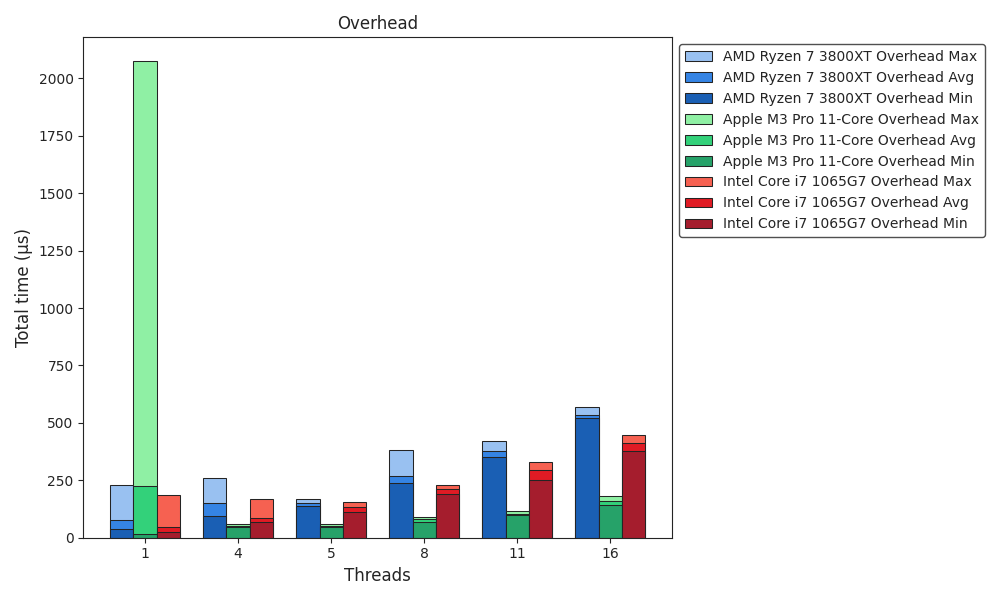 Overhead
2000
1750
1500
1250
1000
750
500
250
0
Total time (µs)
1 4 5 8 11 16
Threads
AMD Ryzen 7 3800XT Overhead Max
AMD Ryzen 7 3800XT Overhead Avg
AMD Ryzen 7 3800XT Overhead Min
Apple M3 Pro 11-Core Overhead Max
Apple M3 Pro 11-Core Overhead Avg
Apple M3 Pro 11-Core Overhead Min
Intel Core i7 1065G7 Overhead Max
Intel Core i7 1065G7 Overhead Avg
Intel Core i7 1065G7 Overhead Min